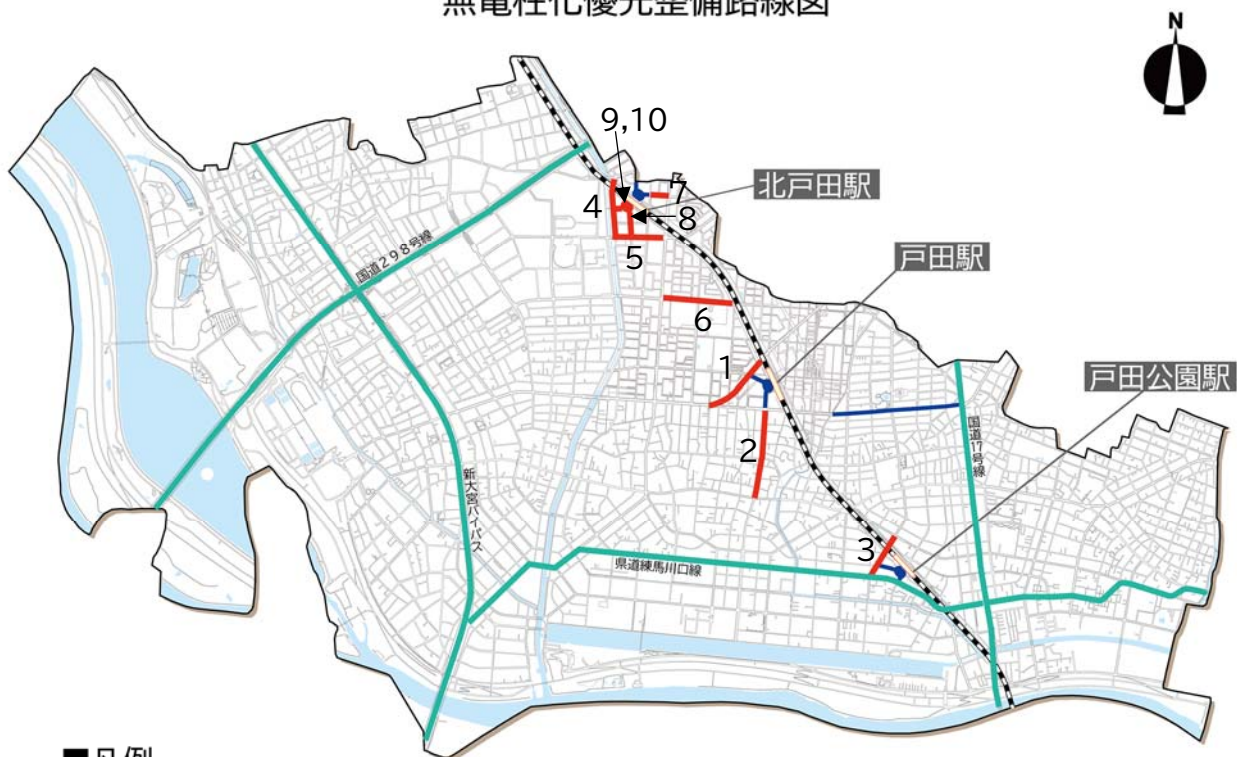 無電柱化優先整備路線図
N
9,10
北戸田駅
7
4
8
5
国道298号線
戸田駅
6
1
戸田公園駅
2
国道17号線
新大宮バイパス
3
県道練馬川口線
■凡例